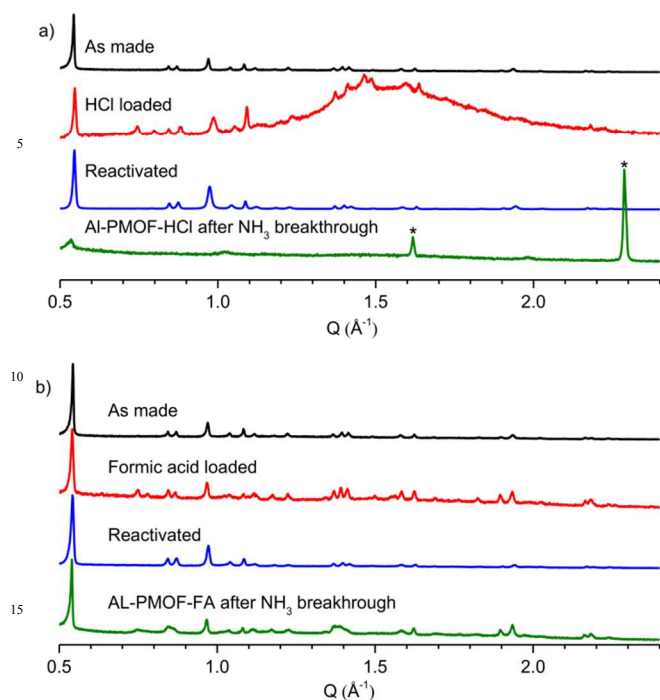 a)
As made
HCl loaded
5
Reactivated
Al-PMOF-HCl after NH3 breakthrough
* *
0.5 1.0 1.5 2.0
Q (Å-1)
10
b)
As made
Formic acid loaded
Reactivated
15
AL-PMOF-FA after NH3 breakhrough
0.5 1.0 1.5 2.0
Q (Å-1)